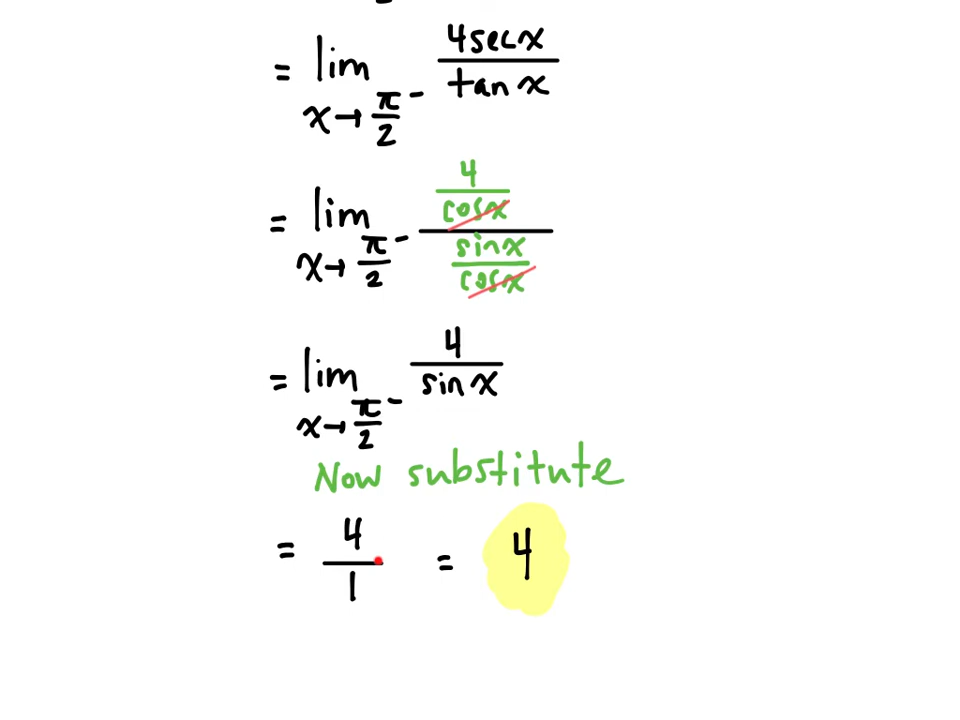 = lim x→π/2⁻ 4secx/tanx
= lim x→π/2⁻ (4/cosx)/(sinx/cosx)
= lim x→π/2⁻ 4/sinx
Now substitute
= 4/1 = 4